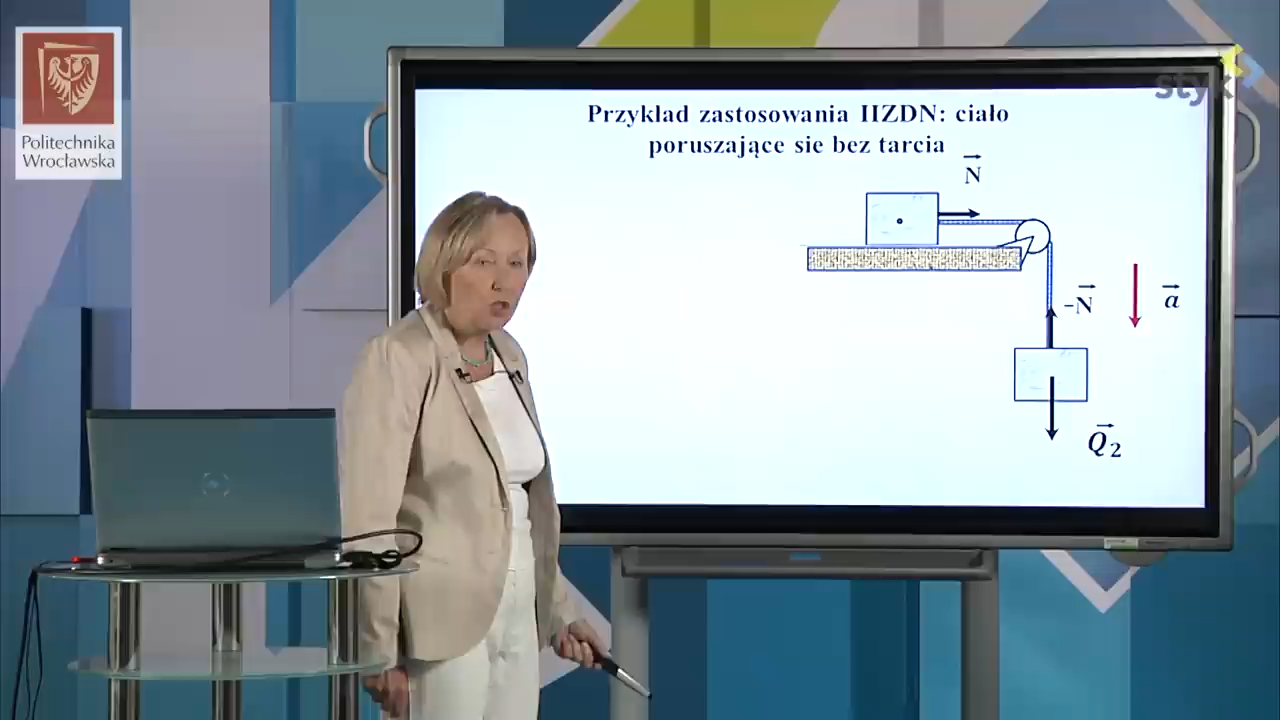 Politechnika
Wrocławska
styk
Przykład zastosowania IIZDN: ciało
poruszające sie bez tarcia
N
-N
a
Q2